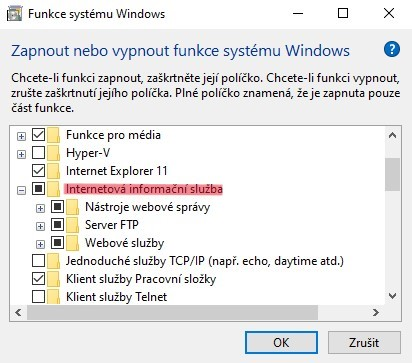 Funkce systému Windows
Zapnout nebo vypnout funkce systému Windows
Chcete-li funkci zapnout, zaškrtněte její políčko. Chcete-li funkci vypnout,
zrušte zaškrtnutí jejího políčka. Plné políčko znamená, že je zapnuta pouze
část funkce.
Funkce pro média
Hyper-V
Internet Explorer 11
Internetová informační služba
Nástroje webové správy
Server FTP
Webové služby
Jednoduché služby TCP/IP (např. echo, daytime atd.)
Klient služby Pracovní složky
Klient služby Telnet
OK
Zrušit